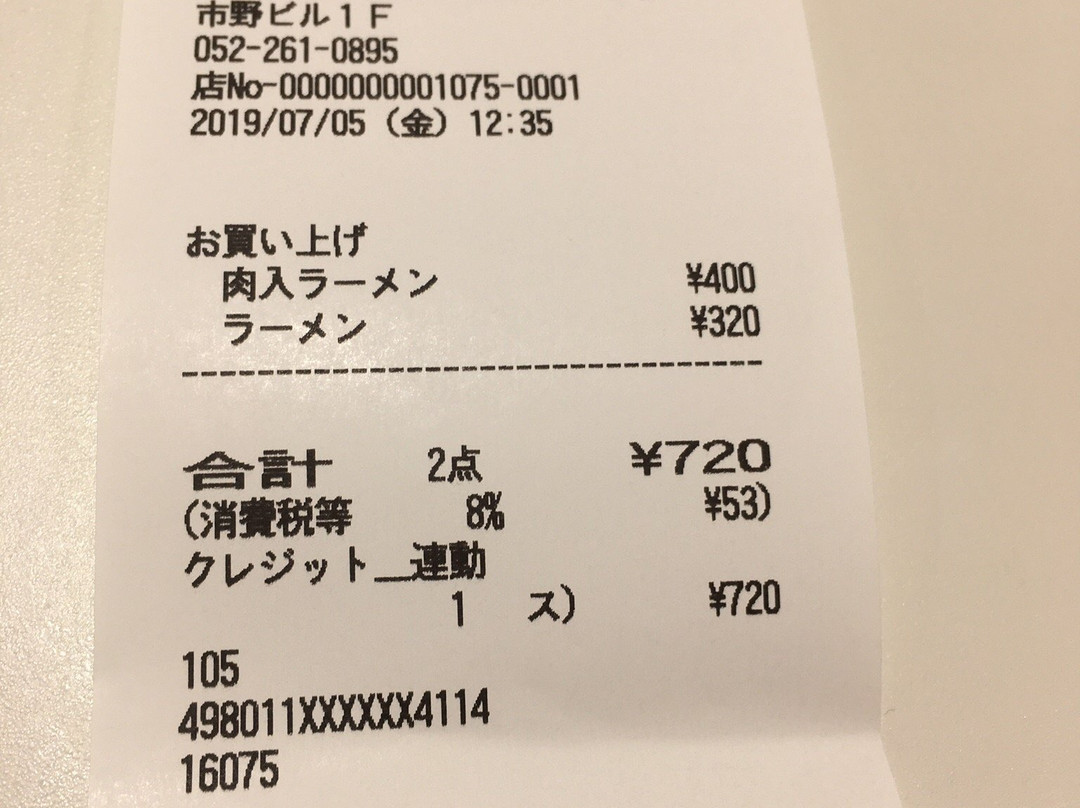 市野ビル1F
052-261-0895
店No-0000000001075-0001
2019/07/05（金）12:35
お買い上げ
肉入ラーメン ¥400
ラーメン ¥320
--------------------------------
合計 2点 ¥720
(消費税等 8% ¥53)
クレジット＿連動
1 ス) ¥720
105
498011XXXXXX4114
16075